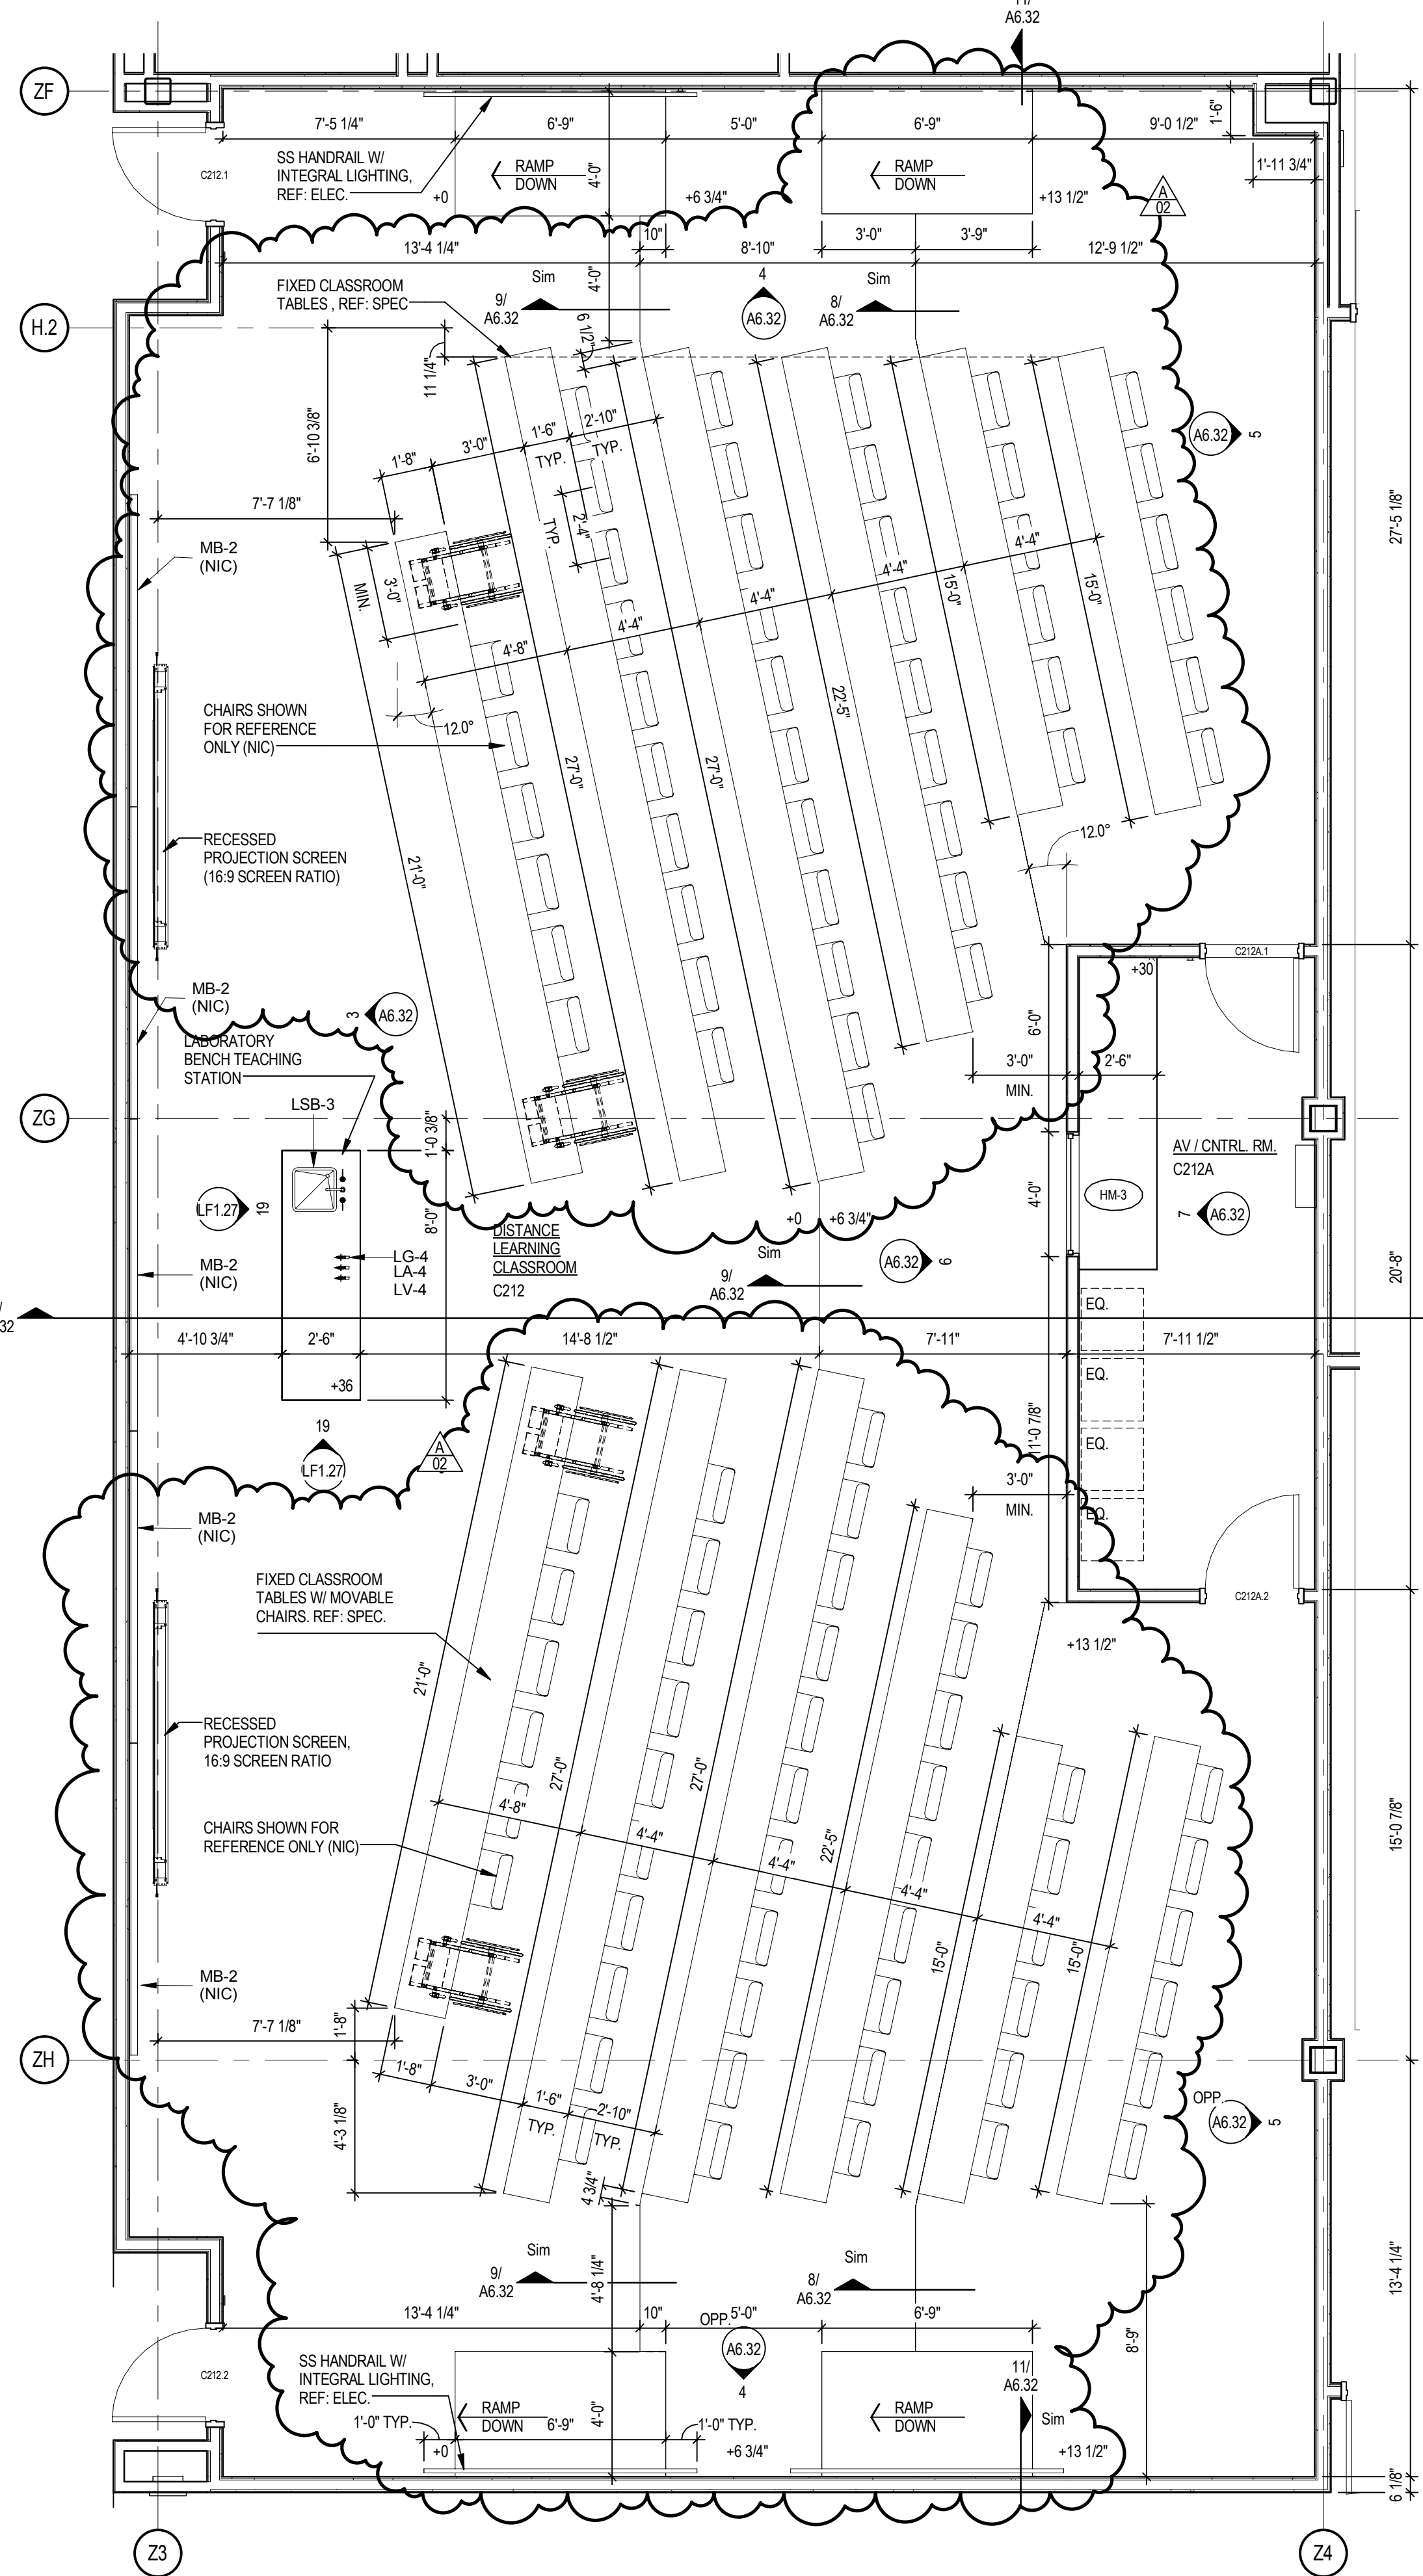 11/
A6.32
ZF
7'-5 1/4"
6'-9"
5'-0"
6'-9"
9'-0 1/2"
1'-6"
1'-11 3/4"
C212.1
SS HANDRAIL W/
INTEGRAL LIGHTING,
REF: ELEC.
+0
RAMP
DOWN
4'-0"
+6 3/4"
RAMP
DOWN
+13 1/2"
A
02
13'-4 1/4"
10"
8'-10"
3'-0"
3'-9"
12'-9 1/2"
H.2
FIXED CLASSROOM
TABLES , REF: SPEC
Sim
9/
A6.32
4'-0"
4
A6.32
Sim
8/
A6.32
6 1/2"
11 1/4"
6'-10 3/8"
1'-8"
3'-0"
1'-6"
TYP.
2'-10"
TYP.
A6.32
5
7'-7 1/8"
2'-4"
TYP.
27'-5 1/8"
MB-2
(NIC)
3'-0"
MIN.
4'-8"
4'-4"
4'-4"
4'-4"
4'-4"
15'-0"
15'-0"
CHAIRS SHOWN
FOR REFERENCE
ONLY (NIC)
12.0°
22'-5"
27'-0"
27'-0"
21'-0"
12.0°
RECESSED
PROJECTION SCREEN
(16:9 SCREEN RATIO)
C212A.1
+30
MB-2
(NIC)
3
A6.32
6'-0"
LABORATORY
BENCH TEACHING
STATION
3'-0"
MIN.
2'-6"
LSB-3
ZG
1'-0 3/8"
AV / CNTRL. RM.
C212A
HM-3
4'-0"
7
A6.32
LF1.27
19
8'-0"
+0
+6 3/4"
DISTANCE
LEARNING
CLASSROOM
C212
Sim
9/
A6.32
A6.32
6
MB-2
(NIC)
LG-4
LA-4
LV-4
20'-8"
EQ.
/
32
4'-10 3/4"
2'-6"
14'-8 1/2"
7'-11"
7'-11 1/2"
+36
EQ.
19
LF1.27
A
02
11'-0 7/8"
EQ.
3'-0"
MIN.
EQ.
MB-2
(NIC)
FIXED CLASSROOM
TABLES W/ MOVABLE
CHAIRS. REF: SPEC.
C212A.2
+13 1/2"
21'-0"
RECESSED
PROJECTION SCREEN,
16:9 SCREEN RATIO
27'-0"
27'-0"
22'-5"
15'-0"
15'-0"
4'-8"
4'-4"
4'-4"
4'-4"
4'-4"
CHAIRS SHOWN FOR
REFERENCE ONLY (NIC)
15'-0 7/8"
MB-2
(NIC)
7'-7 1/8"
1'-8"
ZH
1'-8"
3'-0"
1'-6"
TYP.
2'-10"
TYP.
4'-3 1/8"
OPP.
A6.32
5
4 3/4"
Sim
9/
A6.32
4'-8 1/4"
Sim
8/
A6.32
13'-4 1/4"
13'-4 1/4"
10"
OPP.
5'-0"
6'-9"
A6.32
4
8'-9"
C212.2
SS HANDRAIL W/
INTEGRAL LIGHTING,
REF: ELEC.
1'-0" TYP.
+0
RAMP
DOWN
6'-9"
4'-0"
1'-0" TYP.
+6 3/4"
RAMP
DOWN
11/
A6.32
Sim
+13 1/2"
6 1/8"
Z3
Z4